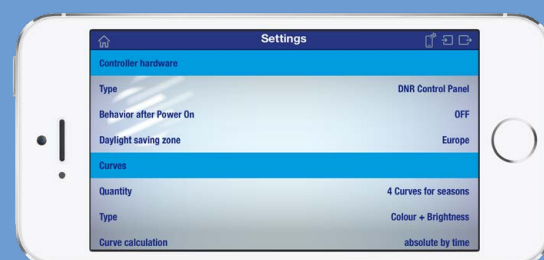 Settings
Controller hardware
Type DNR Control Panel
Behavior after Power On OFF
Daylight saving zone Europe
Curves
Quantity 4 Curves for seasons
Type Colour + Brightness
Curve calculation absolute by time